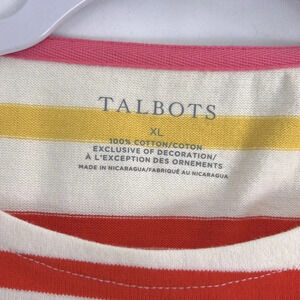 TALBOTS
XL
100% COTTON/COTON
EXCLUSIVE OF DECORATION/
À L'EXCEPTION DES ORNEMENTS
MADE IN NICARAGUA/FABRIQUÉ AU NICARAGUA